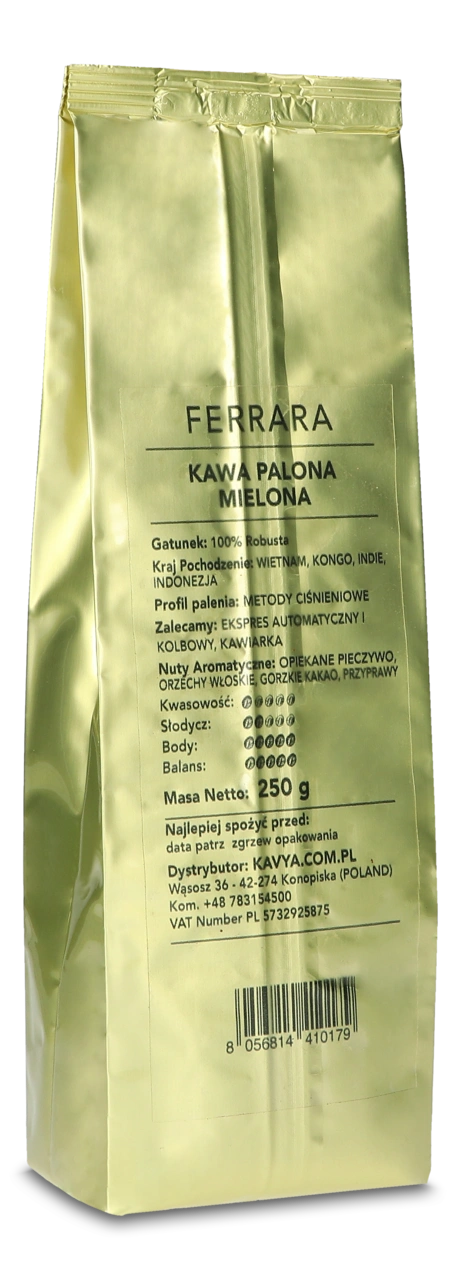 FERRARA
KAWA PALONA
MIELONA
Gatunek: 100% Robusta
Kraj Pochodzenie: WIETNAM, KONGO, INDIE,
INDONEZJA
Profil palenia: METODY CIŚNIENIOWE
Zalecamy: EKSPRES AUTOMATYCZNY I
KOLBOWY, KAWIARKA
Nuty Aromatyczne: OPIEKANE PIECZYWO,
ORZECHY WŁOSKIE, GORZKIE KAKAO, PRZYPRAWY
Kwasowość:
Słodycz:
Body:
Balans:
Masa Netto: 250 g
Najlepiej spożyć przed:
data patrz zgrzew opakowania
Dystrybutor: KAVYA.COM.PL
Wąsosz 36 - 42-274 Konopiska (POLAND)
Kom. +48 783154500
VAT Number PL 5732925875
8 056814 410179